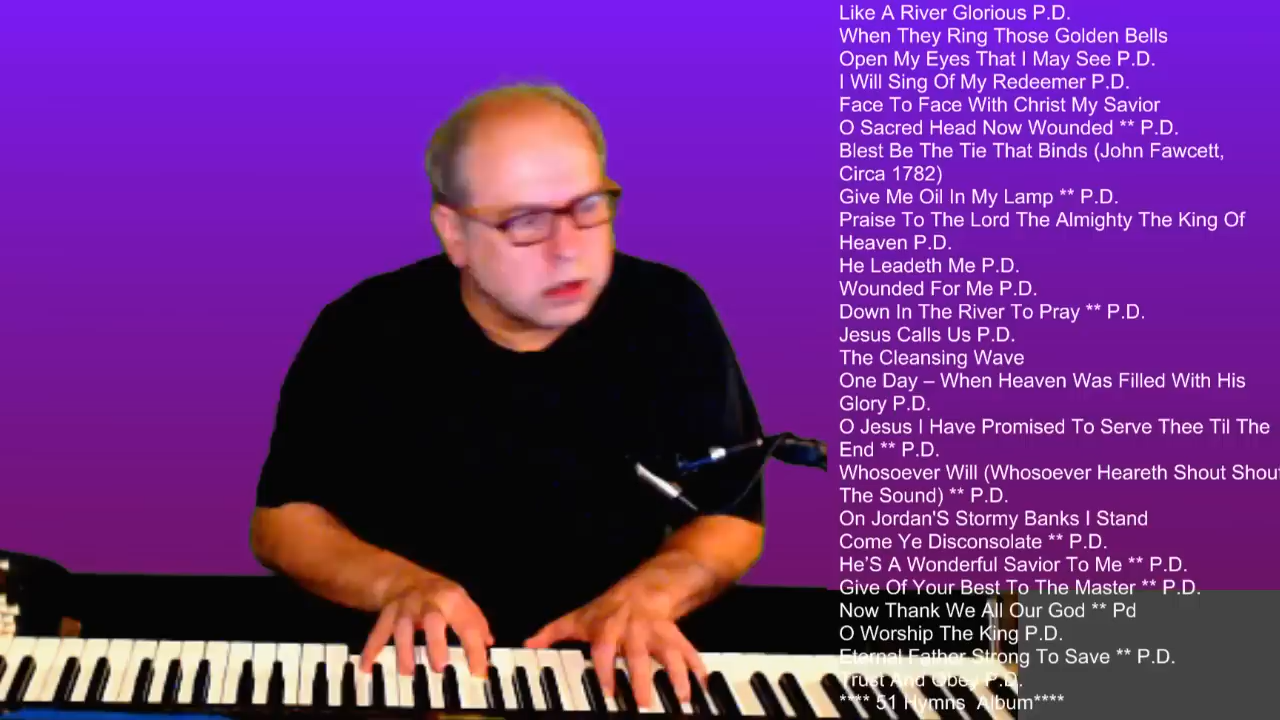 Like A River Glorious P.D.
When They Ring Those Golden Bells
Open My Eyes That I May See P.D.
I Will Sing Of My Redeemer P.D.
Face To Face With Christ My Savior
O Sacred Head Now Wounded ** P.D.
Blest Be The Tie That Binds (John Fawcett,
Circa 1782)
Give Me Oil In My Lamp ** P.D.
Praise To The Lord The Almighty The King Of
Heaven P.D.
He Leadeth Me P.D.
Wounded For Me P.D.
Down In The River To Pray ** P.D.
Jesus Calls Us P.D.
The Cleansing Wave
One Day – When Heaven Was Filled With His
Glory P.D.
O Jesus I Have Promised To Serve Thee Til The
End ** P.D.
Whosoever Will (Whosoever Heareth Shout Shout
The Sound) ** P.D.
On Jordan'S Stormy Banks I Stand
Come Ye Disconsolate ** P.D.
He’S A Wonderful Savior To Me ** P.D.
Give Of Your Best To The Master ** P.D.
Now Thank We All Our God ** Pd
O Worship The King P.D.
Eternal Father Strong To Save ** P.D.
Trust And Obey P.D.
**** 51 Hymns  Album****